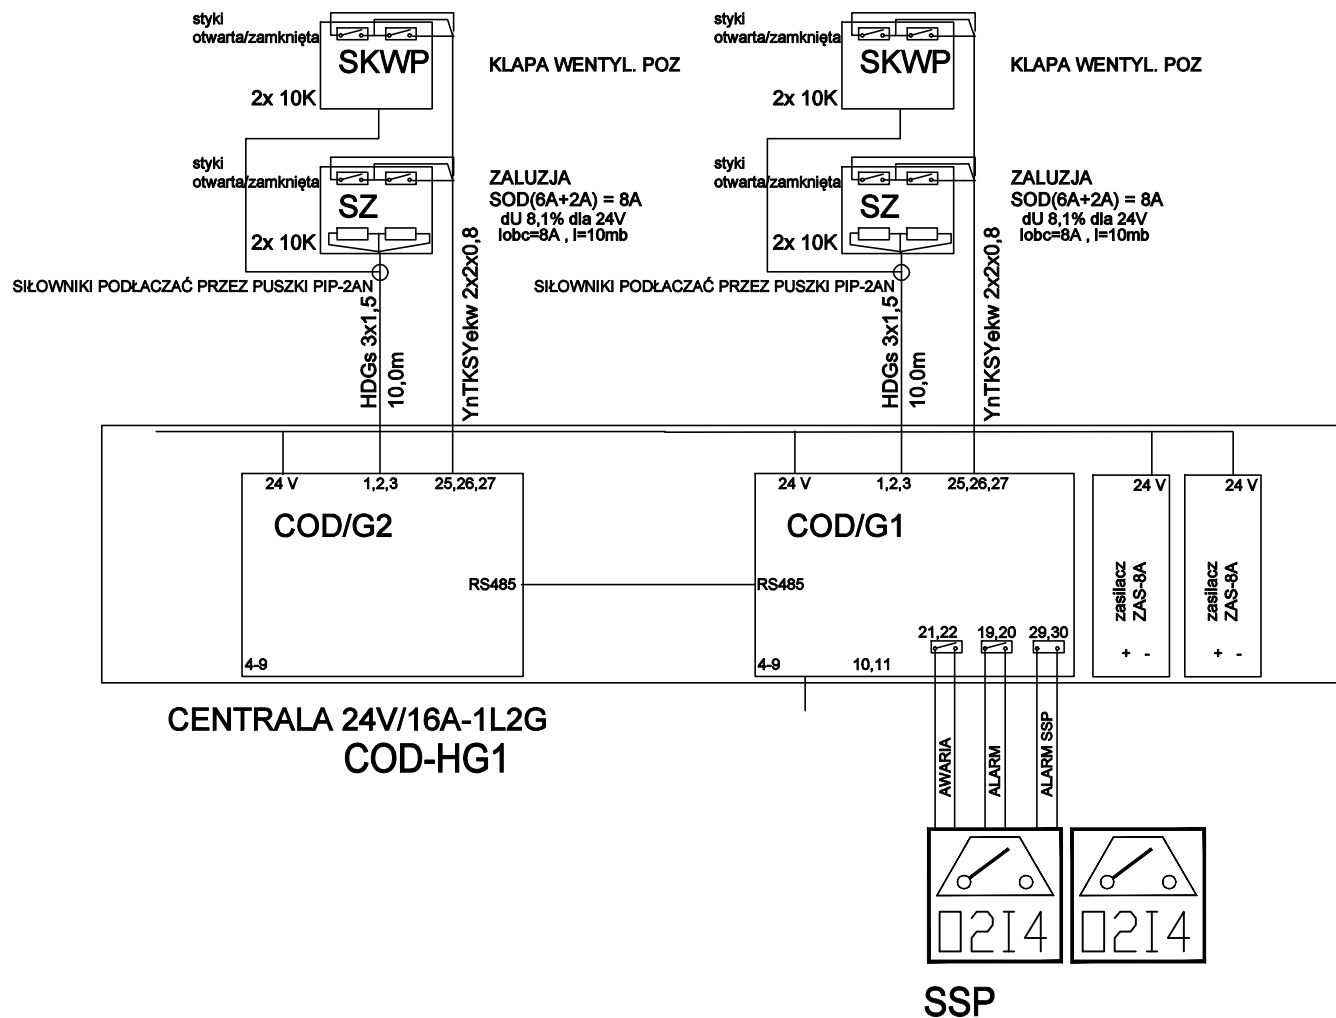 styki
otwarta/zamknięta
SKWP
2x 10K
KLAPA WENTYL. POZ
styki
otwarta/zamknięta
SKWP
2x 10K
KLAPA WENTYL. POZ
styki
otwarta/zamknięta
SZ
2x 10K
ZALUZJA
SOD(6A+2A) = 8A
dU 8,1% dla 24V
Iobc=8A , l=10mb
styki
otwarta/zamknięta
SZ
2x 10K
ZALUZJA
SOD(6A+2A) = 8A
dU 8,1% dla 24V
Iobc=8A , l=10mb
SIŁOWNIKI PODŁACZAĆ PRZEZ PUSZKI PIP-2AN
SIŁOWNIKI PODŁACZAĆ PRZEZ PUSZKI PIP-2AN
HDGs 3x1,5
10,0m
YnTKSYekw 2x2x0,8
HDGs 3x1,5
10,0m
YnTKSYekw 2x2x0,8
24 V
1,2,3
25,26,27
COD/G2
RS485
4-9
24 V
1,2,3
25,26,27
COD/G1
RS485
21,22
19,20
29,30
4-9
10,11
24 V
zasilacz
ZAS-8A
+ -
24 V
zasilacz
ZAS-8A
+ -
CENTRALA 24V/16A-1L2G
COD-HG1
AWARIA
ALARM
ALARM SSP
O2I4
O2I4
SSP